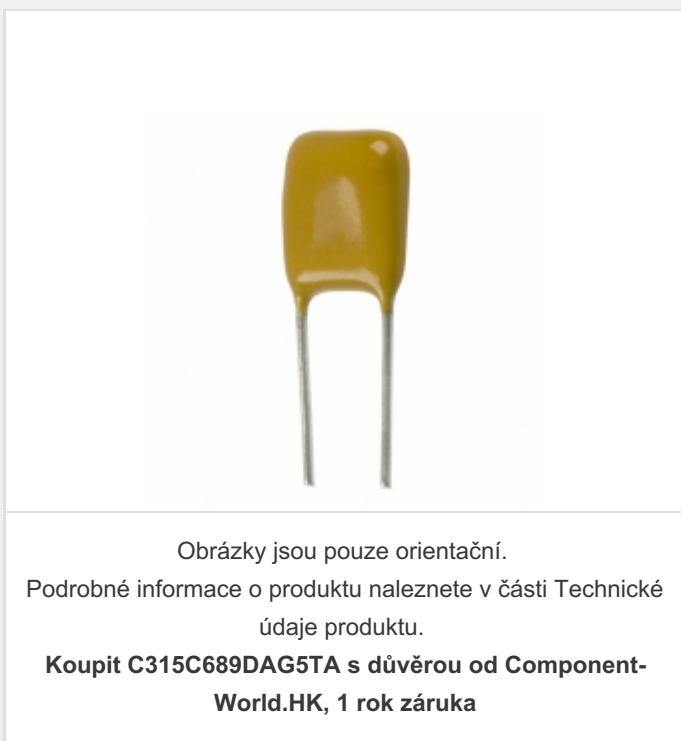 Obrázky jsou pouze orientační.
Podrobné informace o produktu naleznete v části Technické
údaje produktu.
Koupit C315C689DAG5TA s důvěrou od Component-
World.HK, 1 rok záruka